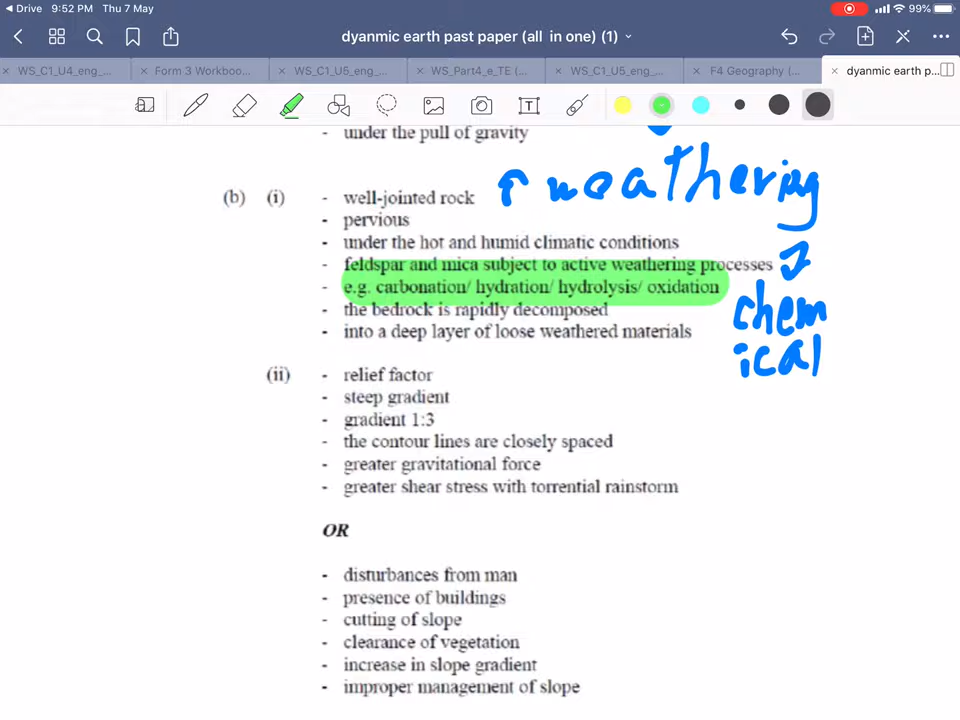 Drive 9:52 PM Thu 7 May 99%
dyanmic earth past paper (all in one) (1)
WS_C1_U4_eng_... Form 3 Workboo... WS_C1_U5_eng_... WS_Part4_e_TE (... WS_C1_U5_eng_... F4 Geography (... dyanmic earth p...
- under the pull of gravity
↑ weathering
(b) (i) - well-jointed rock
- pervious
- under the hot and humid climatic conditions
- feldspar and mica subject to active weathering processes
- e.g. carbonation/ hydration/ hydrolysis/ oxidation
chem
- the bedrock is rapidly decomposed
- into a deep layer of loose weathered materials
ical
(ii) - relief factor
- steep gradient
- gradient 1:3
- the contour lines are closely spaced
- greater gravitational force
- greater shear stress with torrential rainstorm
OR
- disturbances from man
- presence of buildings
- cutting of slope
- clearance of vegetation
- increase in slope gradient
- improper management of slope